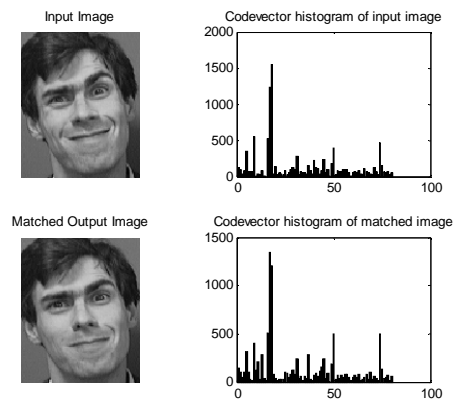 Input Image
Codevector histogram of input image
2000
1500
1000
500
0
0 50 100
Matched Output Image
Codevector histogram of matched image
1500
1000
500
0
0 50 100